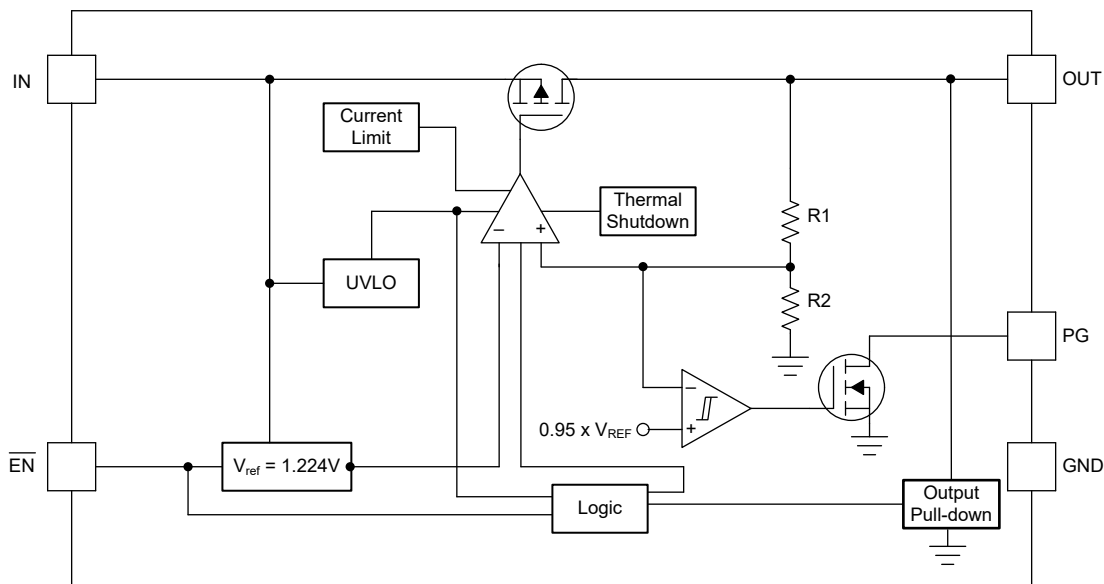 IN
OUT
Current
Limit
Thermal
Shutdown
R1
−
+
UVLO
R2
PG
−
0.95 x VREF
+
EN
Vref = 1.224V
GND
Logic
Output
Pull-down